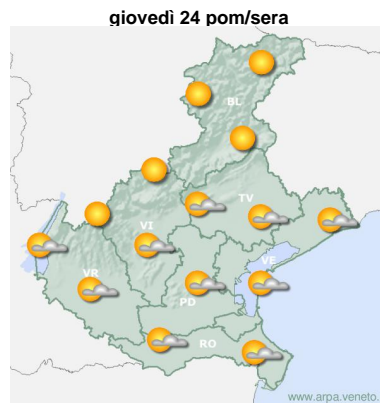 giovedì 24 pom/sera
BL
TV
VI
VE
VR
PD
RO
www.arpa.veneto.